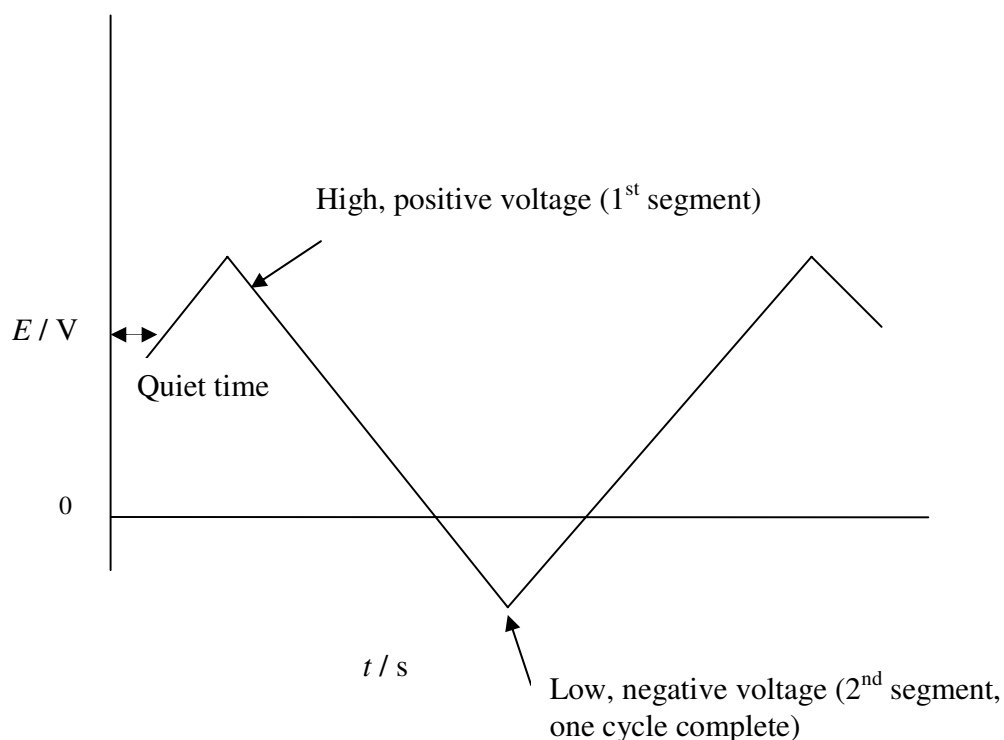 High, positive voltage (1st segment)
E / V
Quiet time
0
t / s
Low, negative voltage (2nd segment,
one cycle complete)